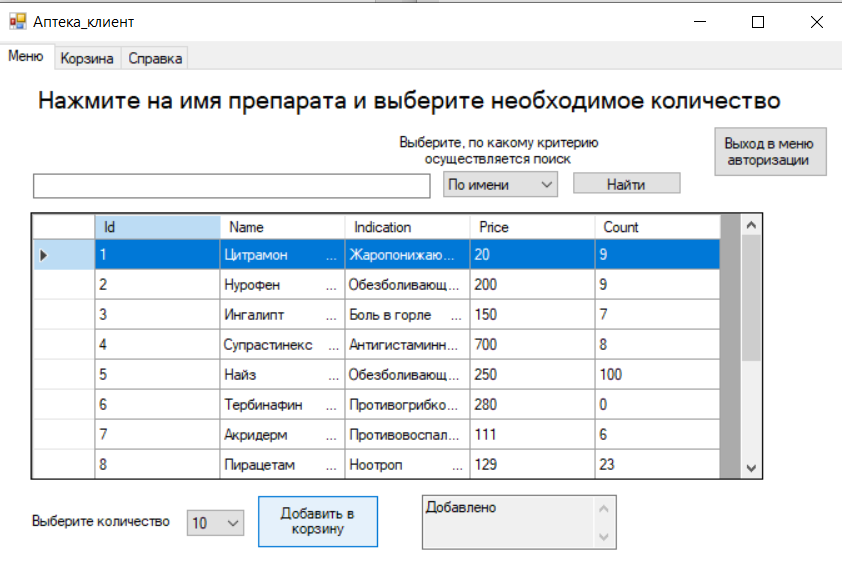 Аптека_клиент
Меню Корзина Справка
Нажмите на имя препарата и выберите необходимое количество
Выберите, по какому критерию
осуществляется поиск
Выход в меню
авторизации
По имени Найти
Id Name Indication Price Count
1 Цитрамон ... Жаропонижаю... 20 9
2 Нурофен ... Обезболивающ... 200 9
3 Ингалипт ... Боль в горле ... 150 7
4 Супрастинекс ... Антигистаминн... 700 8
5 Найз ... Обезболивающ... 250 100
6 Тербинафин ... Противогрибко... 280 0
7 Акридерм ... Противовоспал... 111 6
8 Пирацетам ... Ноотроп ... 129 23
Выберите количество 10
Добавить в
корзину
Добавлено